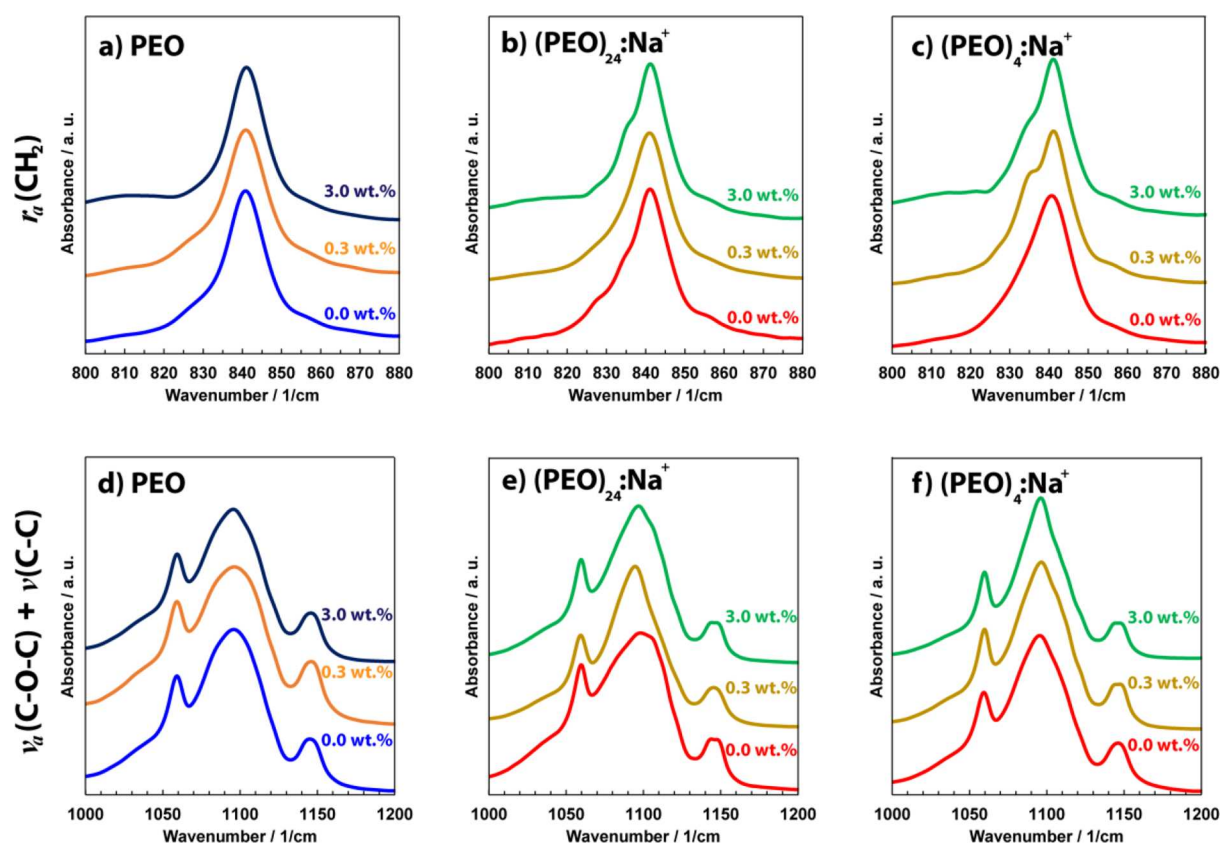 a) PEO
b) (PEO)₂₄:Na⁺
c) (PEO)₄:Na⁺
rₐ(CH₂)
Absorbance / a. u.
3.0 wt.%
0.3 wt.%
0.0 wt.%
800 810 820 830 840 850 860 870 880
Wavenumber / 1/cm
Absorbance / a. u.
3.0 wt.%
0.3 wt.%
0.0 wt.%
800 810 820 830 840 850 860 870 880
Wavenumber / 1/cm
Absorbance / a. u.
3.0 wt.%
0.3 wt.%
0.0 wt.%
800 810 820 830 840 850 860 870 880
Wavenumber / 1/cm
d) PEO
e) (PEO)₂₄:Na⁺
f) (PEO)₄:Na⁺
νₐ(C-O-C) + ν(C-C)
Absorbance / a. u.
3.0 wt.%
0.3 wt.%
0.0 wt.%
1000 1050 1100 1150 1200
Wavenumber / 1/cm
Absorbance / a. u.
3.0 wt.%
0.3 wt.%
0.0 wt.%
1000 1050 1100 1150 1200
Wavenumber / 1/cm
Absorbance / a. u.
3.0 wt.%
0.3 wt.%
0.0 wt.%
1000 1050 1100 1150 1200
Wavenumber / 1/cm